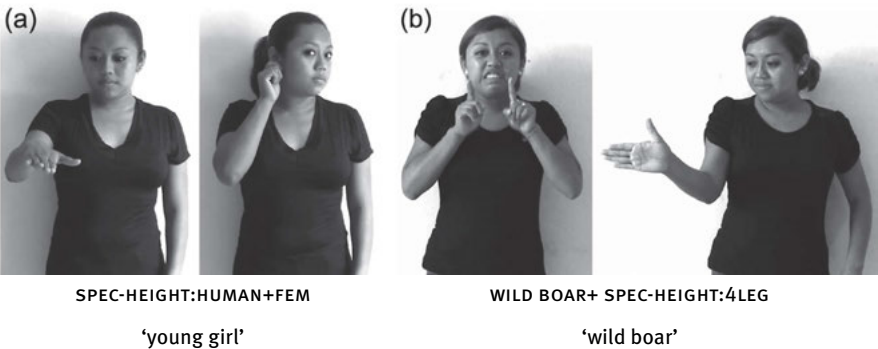 (a)
(b)
SPEC-HEIGHT:HUMAN+FEM
WILD BOAR+ SPEC-HEIGHT:4LEG
‘young girl’
‘wild boar’